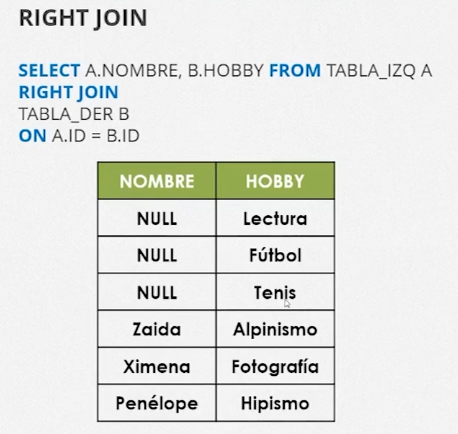 RIGHT JOIN
SELECT A.NOMBRE, B.HOBBY FROM TABLA_IZQ A
RIGHT JOIN
TABLA_DER B
ON A.ID = B.ID
NOMBRE HOBBY
NULL Lectura
NULL Fútbol
NULL Tenis
Zaida Alpinismo
Ximena Fotografía
Penélope Hipismo